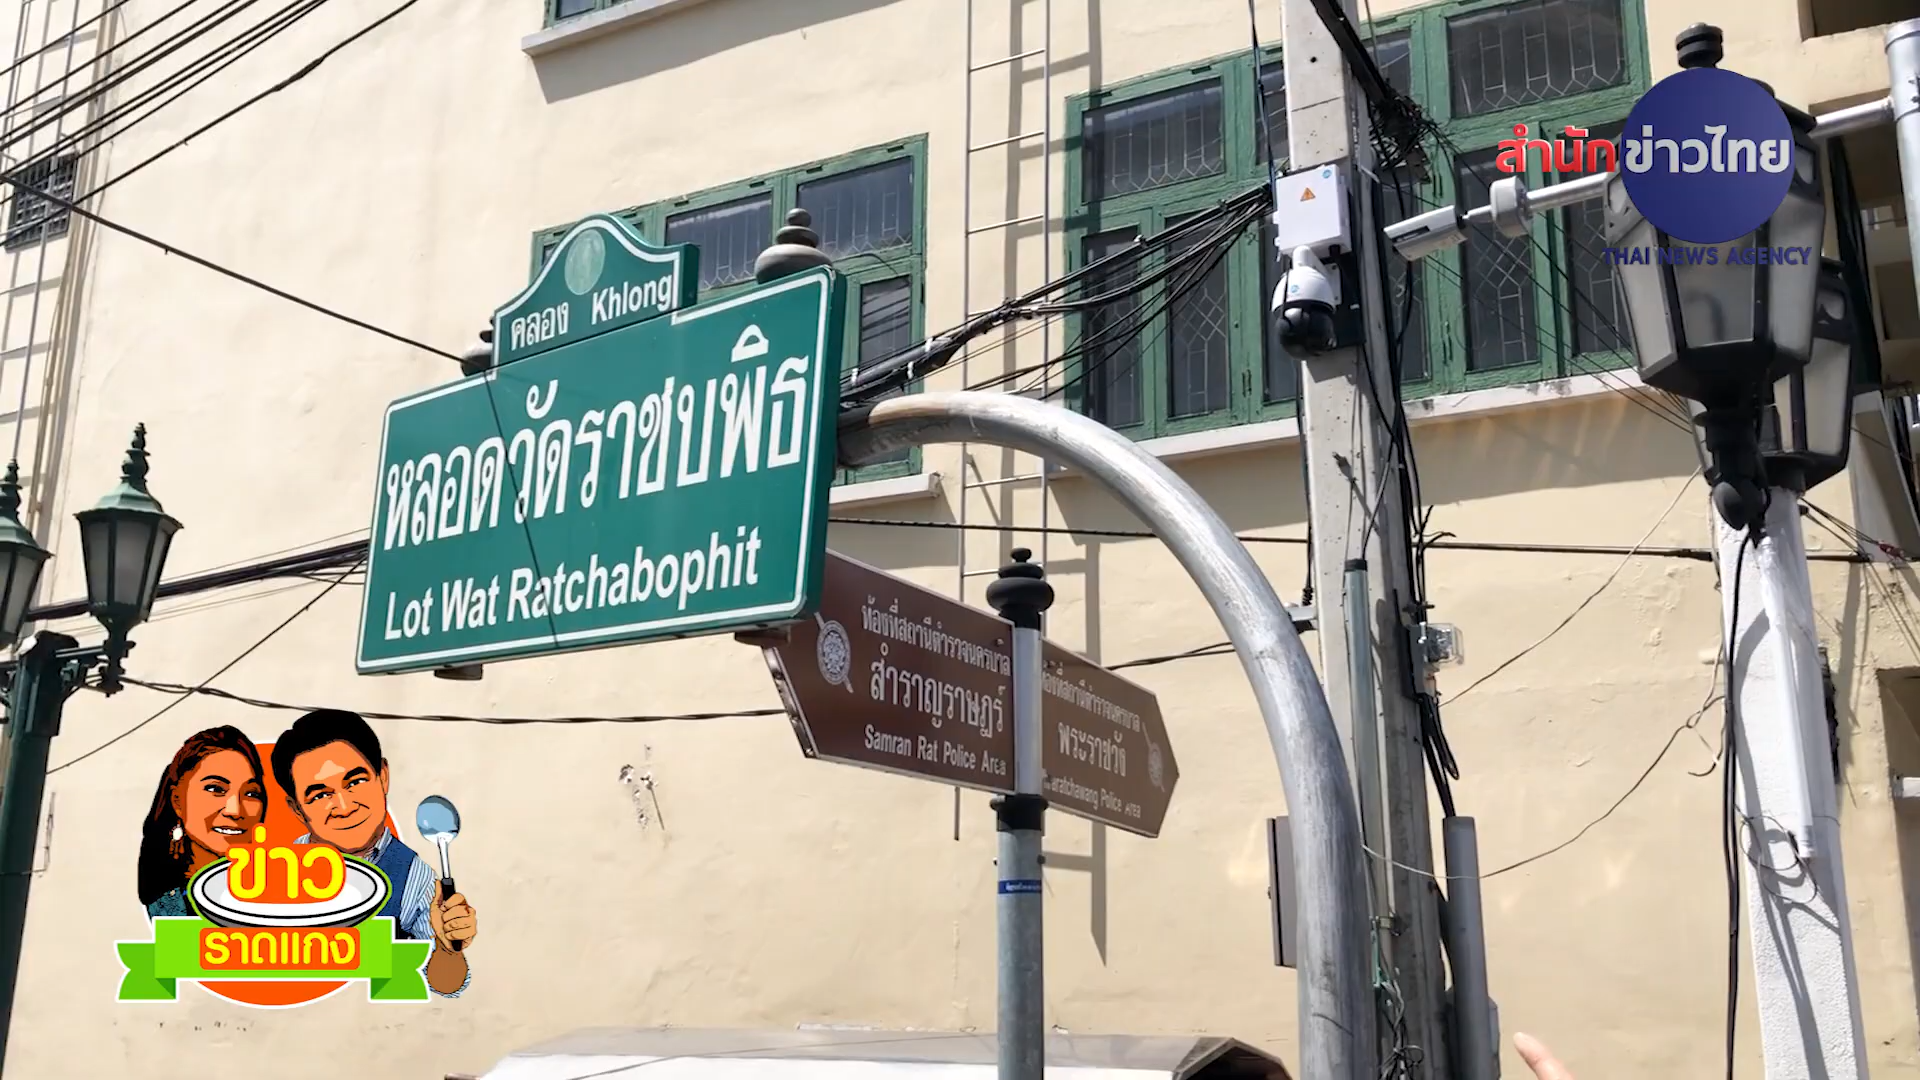 สำนักข่าวไทย
THAI NEWS AGENCY
คลอง Khlong
หลอดวัดราชบพิธ
Lot Wat Ratchabophit
ท้องที่สถานีตำรวจนครบาล
สำราญราษฎร์
Samran Rat Police Area
ท้องที่สถานีตำรวจนครบาล
พระราชวัง
Police Area
ข่าว
ราดแกง